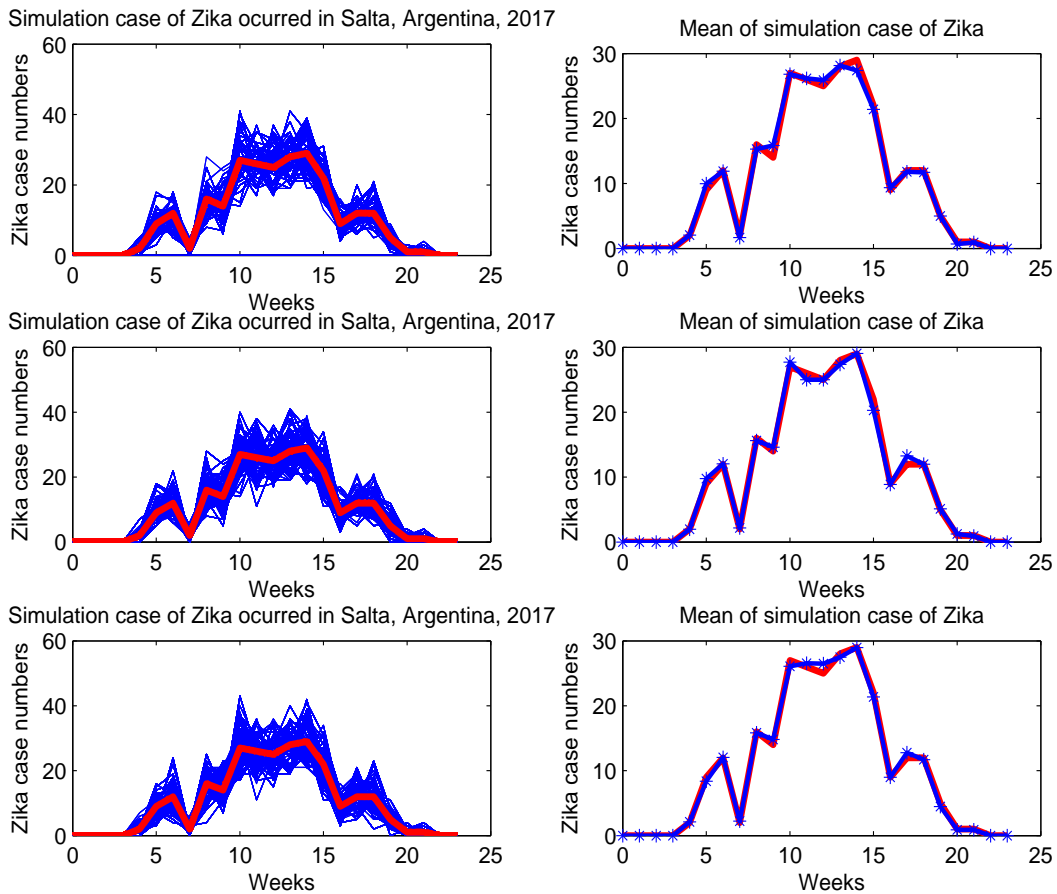 Simulation case of Zika ocurred in Salta, Argentina, 2017
60
40
20
0
Zika case numbers
0 5 10 15 20 25
Weeks
Mean of simulation case of Zika
30
20
10
0
Zika case numbers
0 5 10 15 20 25
Weeks
Simulation case of Zika ocurred in Salta, Argentina, 2017
60
40
20
0
Zika case numbers
0 5 10 15 20 25
Weeks
Mean of simulation case of Zika
30
20
10
0
Zika case numbers
0 5 10 15 20 25
Weeks
Simulation case of Zika ocurred in Salta, Argentina, 2017
60
40
20
0
Zika case numbers
0 5 10 15 20 25
Weeks
Mean of simulation case of Zika
30
20
10
0
Zika case numbers
0 5 10 15 20 25
Weeks